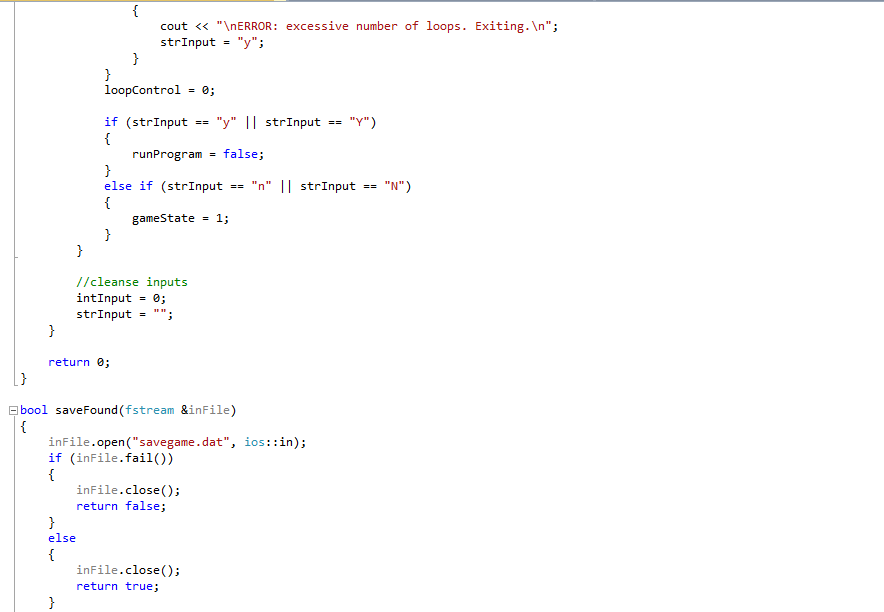 {
cout << "\nERROR: excessive number of loops. Exiting.\n";
strInput = "y";
}
}
loopControl = 0;
if (strInput == "y" || strInput == "Y")
{
runProgram = false;
}
else if (strInput == "n" || strInput == "N")
{
gameState = 1;
}
}
//cleanse inputs
intInput = 0;
strInput = "";
}
return 0;
}
bool saveFound(fstream &inFile)
{
inFile.open("savegame.dat", ios::in);
if (inFile.fail())
{
inFile.close();
return false;
}
else
{
inFile.close();
return true;
}